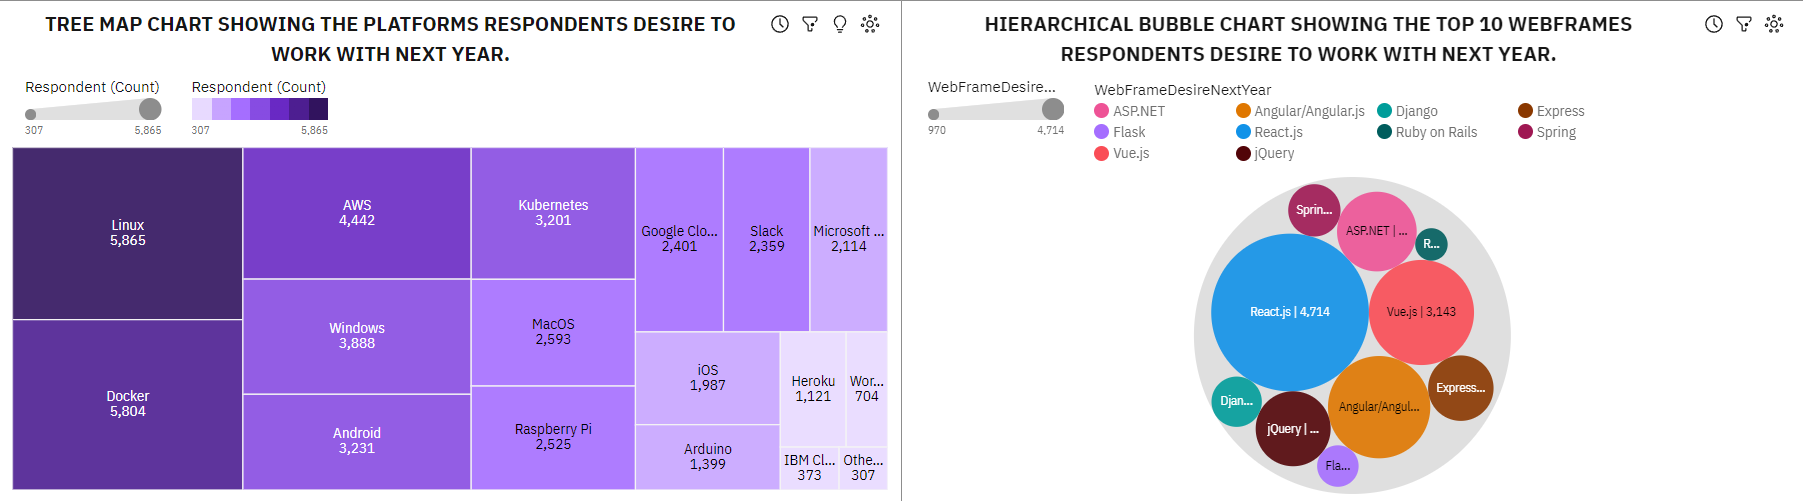 TREE MAP CHART SHOWING THE PLATFORMS RESPONDENTS DESIRE TO
WORK WITH NEXT YEAR.
Respondent (Count)
307 5,865
Respondent (Count)
307 5,865
Linux
5,865
Docker
5,804
AWS
4,442
Windows
3,888
Android
3,231
Kubernetes
3,201
MacOS
2,593
Raspberry Pi
2,525
Google Clo...
2,401
Slack
2,359
Microsoft ...
2,114
iOS
1,987
Arduino
1,399
Heroku
1,121
Wor...
704
IBM Cl...
373
Othe...
307
HIERARCHICAL BUBBLE CHART SHOWING THE TOP 10 WEBFRAMES
RESPONDENTS DESIRE TO WORK WITH NEXT YEAR.
WebFrameDesire...
970 4,714
WebFrameDesireNextYear
ASP.NET Angular/Angular.js Django Express
Flask React.js Ruby on Rails Spring
Vue.js jQuery
Sprin...
ASP.NET | ...
R...
React.js | 4,714
Vue.js | 3,143
Djan...
Express...
Angular/Angul...
jQuery | ...
Fla...